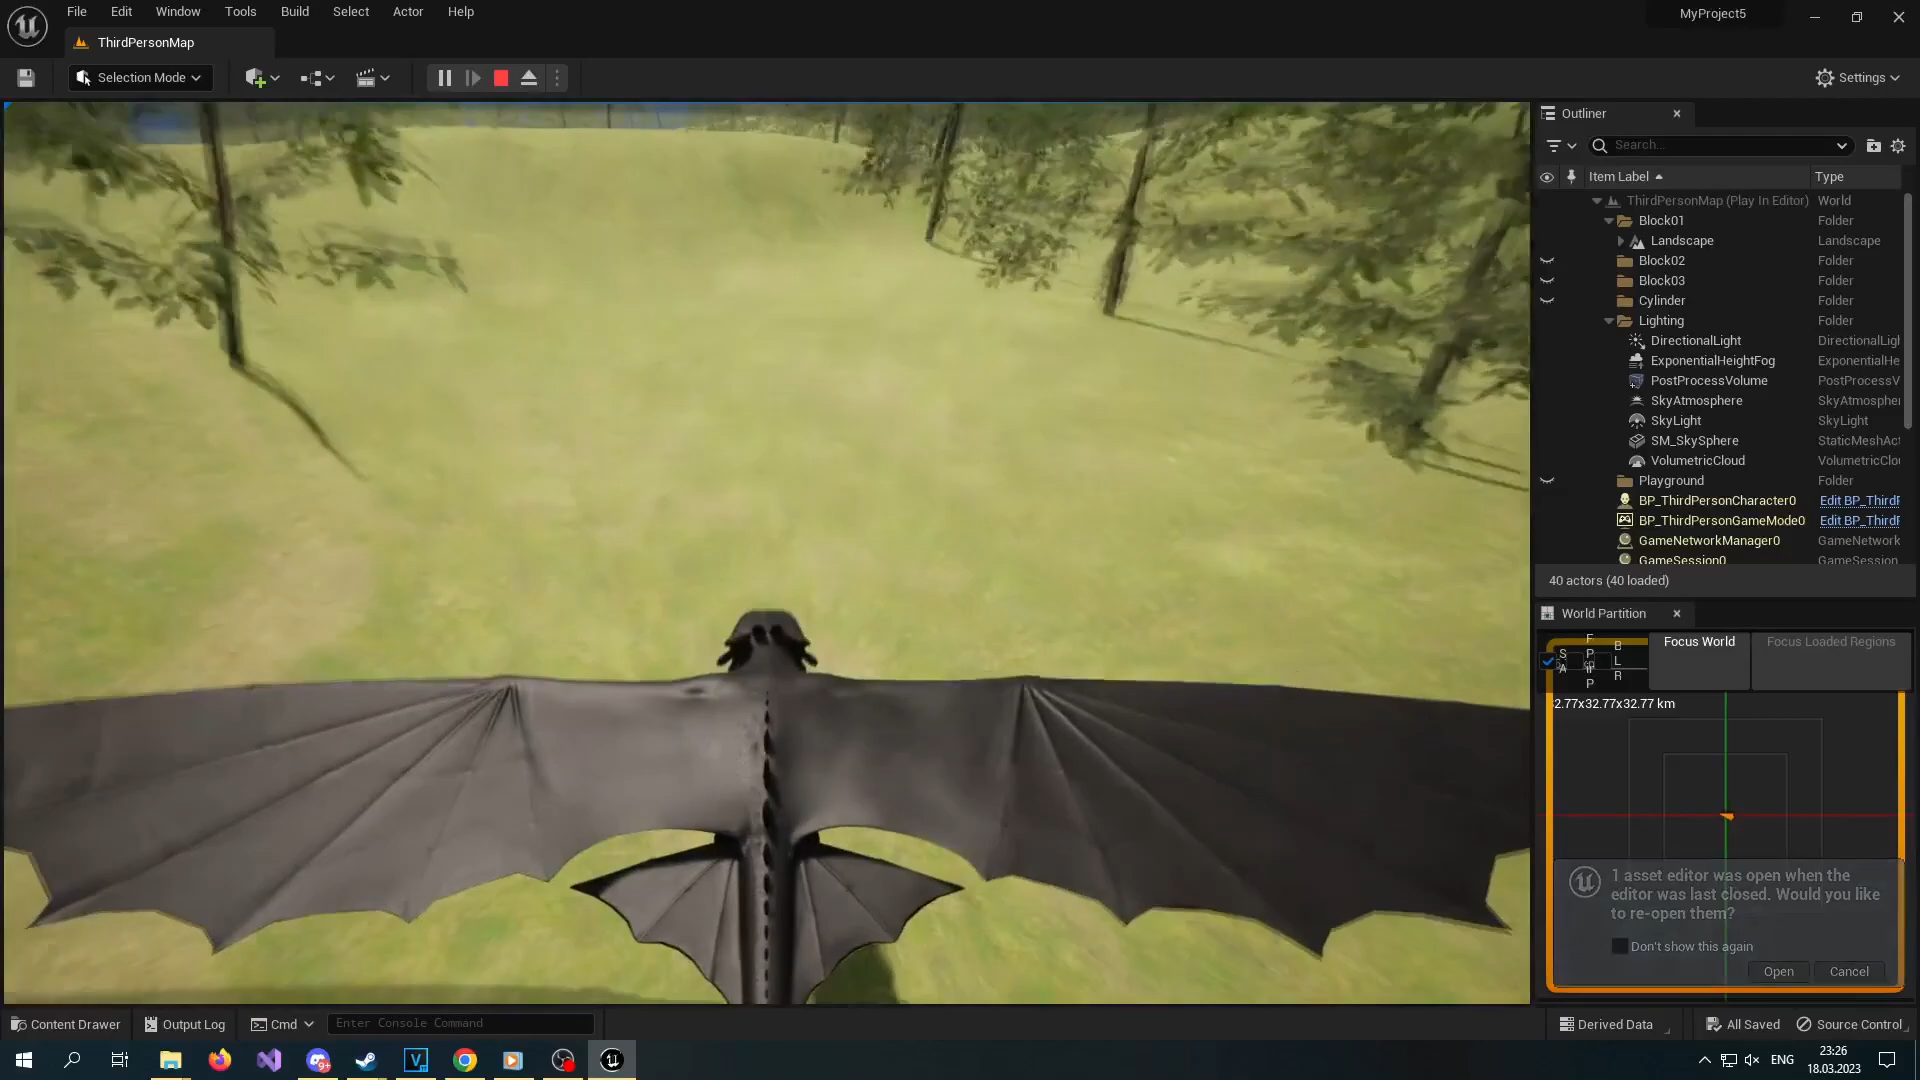 File Edit Window Tools Build Select Actor Help
MyProject5
ThirdPersonMap
Selection Mode
Settings
Outliner
Search...
Item Label Type
ThirdPersonMap (Play In Editor) World
Block01 Folder
Landscape Landscape
Block02 Folder
Block03 Folder
Cylinder Folder
Lighting Folder
DirectionalLight DirectionalLigl
ExponentialHeightFog ExponentialHe
PostProcessVolume PostProcessV
SkyAtmosphere SkyAtmosphe
SkyLight SkyLight
SM_SkySphere StaticMeshAct
VolumetricCloud VolumetricClo
Playground Folder
BP_ThirdPersonCharacter0 Edit BP_Third
BP_ThirdPersonGameMode0 Edit BP_Third
GameNetworkManager0 GameNetwork
GameSession0 GameSession
40 actors (40 loaded)
World Partition
Focus World Focus Loaded Regions
2.77x32.77x32.77 km
1 asset editor was open when the
editor was last closed. Would you like
to re-open them?
Don't show this again
Open Cancel
Content Drawer Output Log Cmd Enter Console Command
Derived Data All Saved Source Control
9+
ENG
23:26
18.03.2023